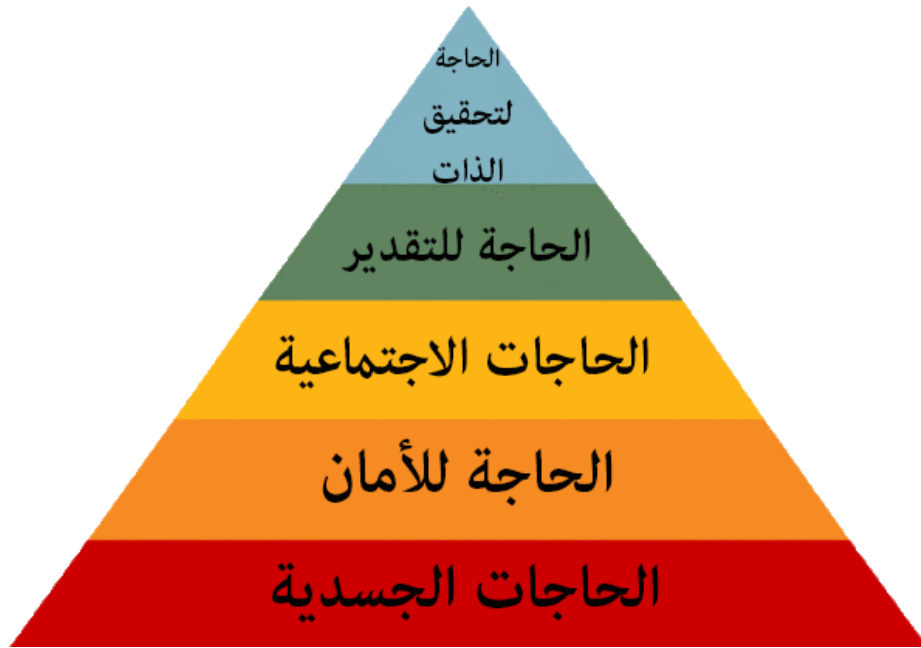 الحاجة
لتحقيق
الذات
الحاجة للتقدير
الحاجات الاجتماعية
الحاجة للأمان
الحاجات الجسدية